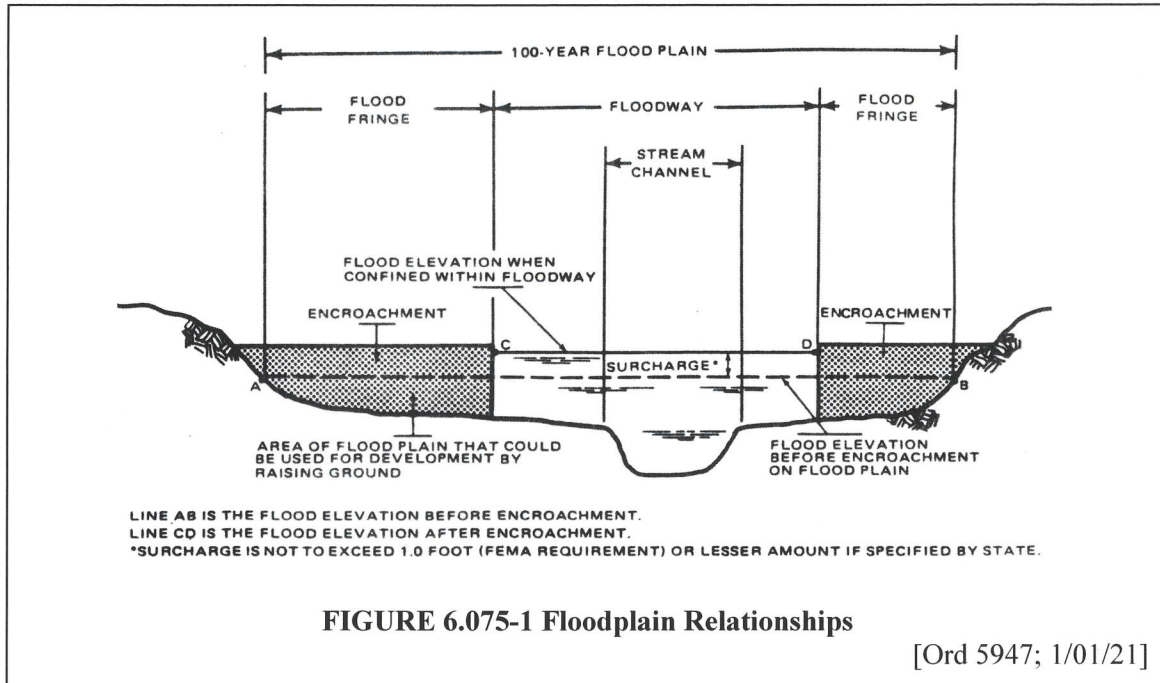 100-YEAR FLOOD PLAIN
FLOOD
FRINGE
FLOODWAY
FLOOD
FRINGE
STREAM
CHANNEL
FLOOD ELEVATION WHEN
CONFINED WITHIN FLOODWAY
ENCROACHMENT
ENCROACHMENT
C
D
SURCHARGE*
A
B
AREA OF FLOOD PLAIN THAT COULD
BE USED FOR DEVELOPMENT BY
RAISING GROUND
FLOOD ELEVATION
BEFORE ENCROACHMENT
ON FLOOD PLAIN
LINE AB IS THE FLOOD ELEVATION BEFORE ENCROACHMENT.
LINE CD IS THE FLOOD ELEVATION AFTER ENCROACHMENT.
*SURCHARGE IS NOT TO EXCEED 1.0 FOOT (FEMA REQUIREMENT) OR LESSER AMOUNT IF SPECIFIED BY STATE.
FIGURE 6.075-1 Floodplain Relationships
[Ord 5947; 1/01/21]